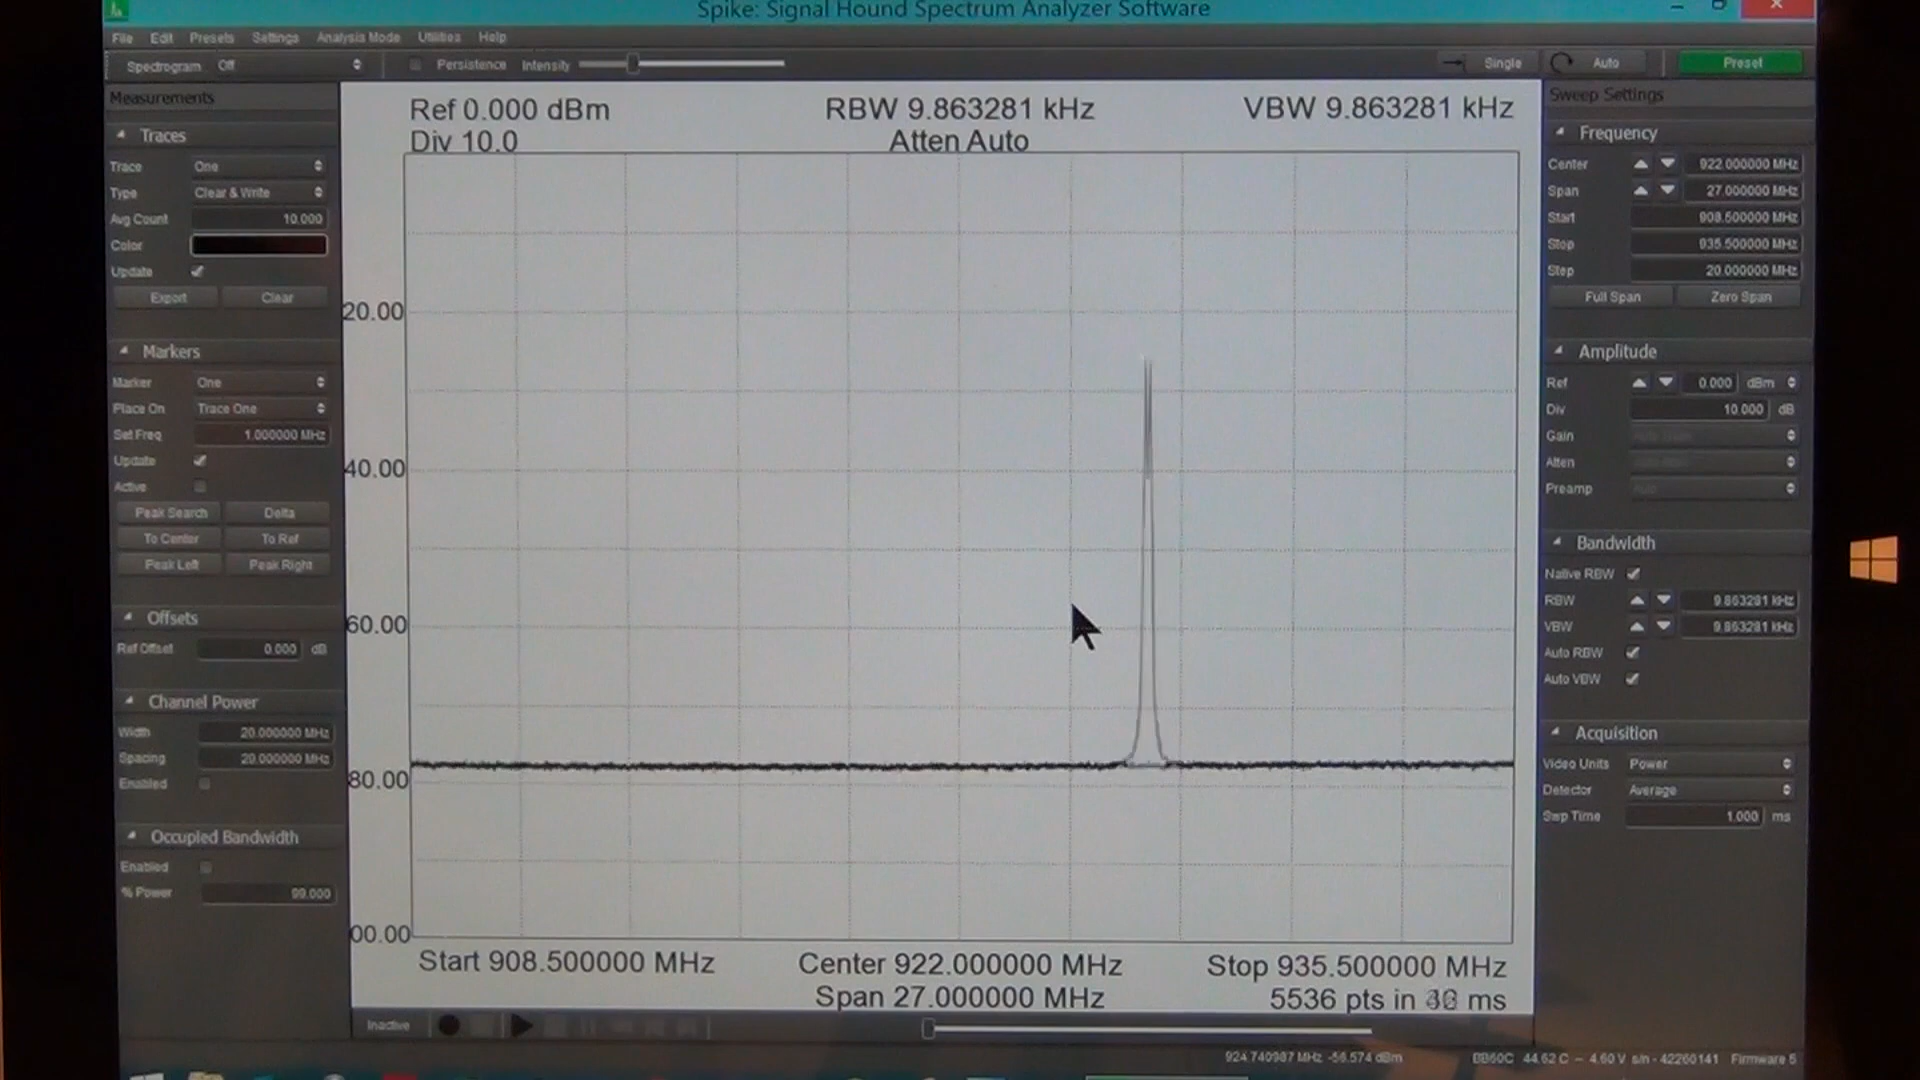 Spike: Signal Hound Spectrum Analyzer Software
File Edit Presets Settings Analysis Mode Utilities Help
Spectrogram Off Persistence Intensity Single Auto Preset
Measurements
Traces
Trace One
Type Clear & Write
Avg Count 10.000
Color
Update
Export Clear
Markers
Marker One
Place On Trace One
Set Freq 1.000000 MHz
Update
Active
Peak Search Delta
To Center To Ref
Peak Left Peak Right
Offsets
Ref Offset 0.000 dB
Channel Power
Width 20.000000 MHz
Spacing 20.000000 MHz
Enabled
Occupied Bandwidth
Enabled
% Power 99.000
Ref 0.000 dBm RBW 9.863281 kHz VBW 9.863281 kHz
Div 10.0 Atten Auto
20.00
40.00
60.00
80.00
00.00
Start 908.500000 MHz Center 922.000000 MHz Stop 935.500000 MHz
Span 27.000000 MHz 5536 pts in ms
Inactive
Sweep Settings
Frequency
Center 922.000000 MHz
Span 27.000000 MHz
Start 908.500000 MHz
Stop 935.500000 MHz
Step 20.000000 MHz
Full Span Zero Span
Amplitude
Ref 0.000 dBm
Div 10.000 dB
Gain
Atten
Preamp
Bandwidth
Native RBW
RBW 9.863281 kHz
VBW 9.863281 kHz
Auto RBW
Auto VBW
Acquisition
Video Units Power
Detector Average
Swp Time 1.000 ms
924.740987 MHz -56.574 dBm BB60C 44.62 C - 4.60 V s/n - 42260141 Firmware 5